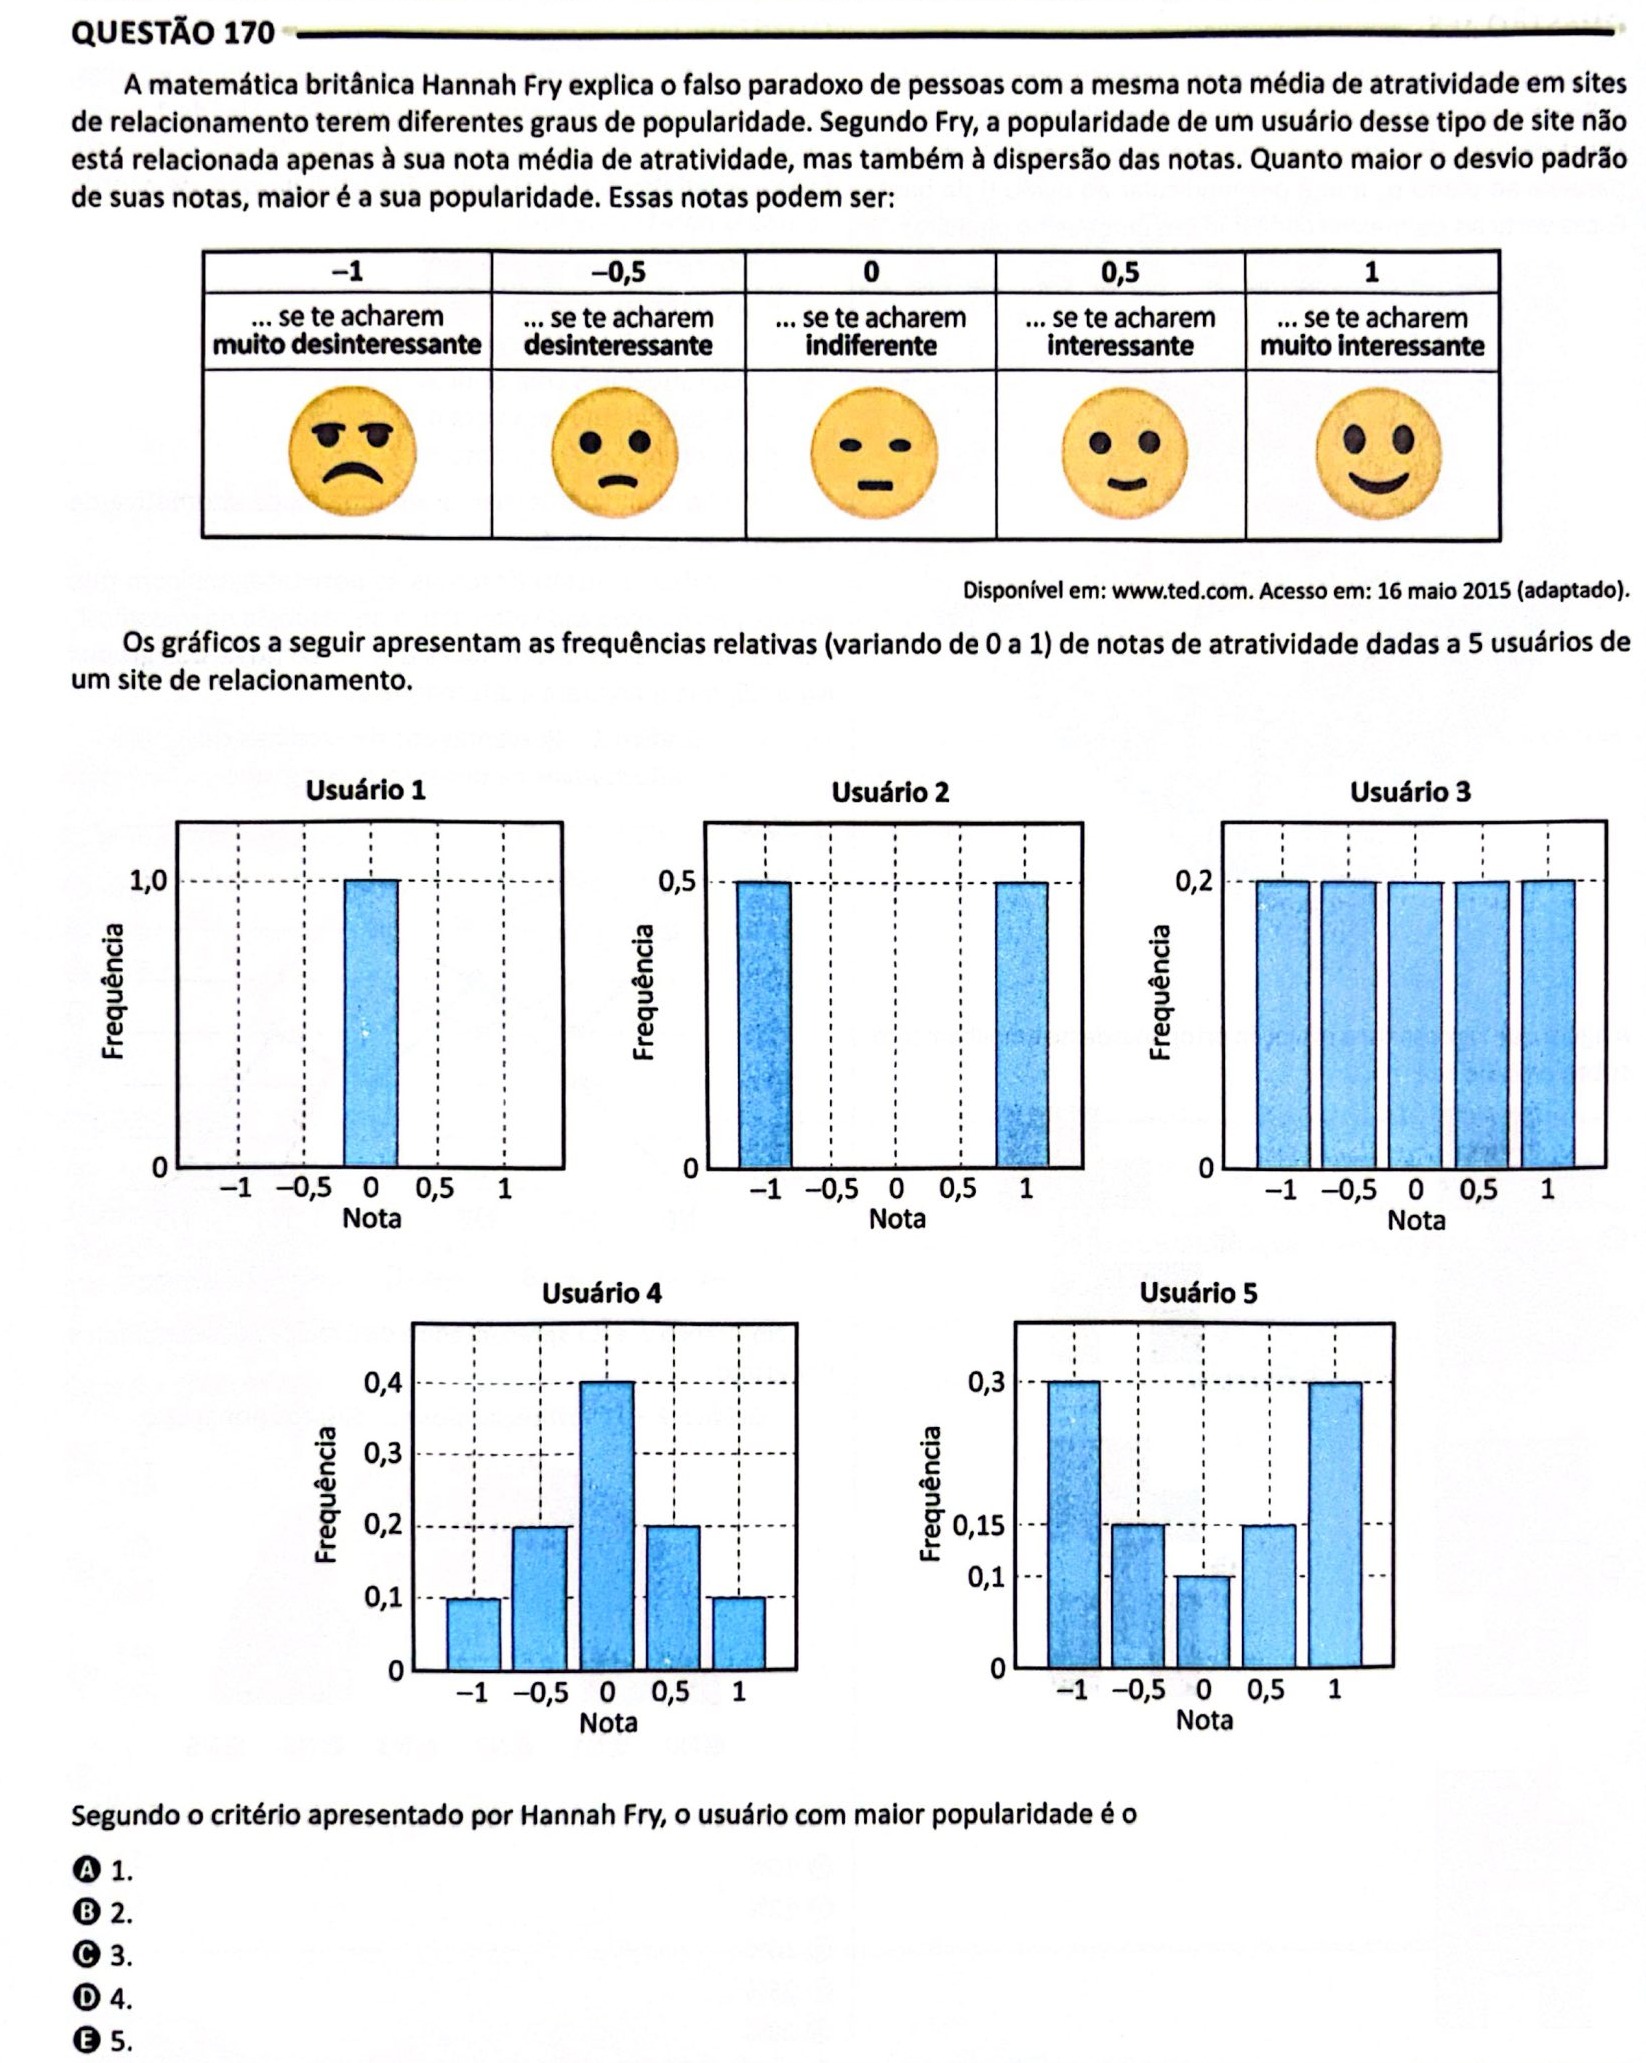 QUESTÃO 170
A matemática britânica Hannah Fry explica o falso paradoxo de pessoas com a mesma nota média de atratividade em sites
de relacionamento terem diferentes graus de popularidade. Segundo Fry, a popularidade de um usuário desse tipo de site não
está relacionada apenas à sua nota média de atratividade, mas também à dispersão das notas. Quanto maior o desvio padrão
de suas notas, maior é a sua popularidade. Essas notas podem ser:
–1 –0,5 0 0,5 1
... se te acharem ... se te acharem ... se te acharem ... se te acharem ... se te acharem
muito desinteressante desinteressante indiferente interessante muito interessante
Disponível em: www.ted.com. Acesso em: 16 maio 2015 (adaptado).
Os gráficos a seguir apresentam as frequências relativas (variando de 0 a 1) de notas de atratividade dadas a 5 usuários de
um site de relacionamento.
Usuário 1
1,0
Frequência
0
–1 –0,5 0 0,5 1
Nota
Usuário 2
0,5
Frequência
0
–1 –0,5 0 0,5 1
Nota
Usuário 3
0,2
Frequência
0
–1 –0,5 0 0,5 1
Nota
Usuário 4
0,4
0,3
Frequência
0,2
0,1
0
–1 –0,5 0 0,5 1
Nota
Usuário 5
0,3
Frequência
0,15
0,1
0
–1 –0,5 0 0,5 1
Nota
Segundo o critério apresentado por Hannah Fry, o usuário com maior popularidade é o
A 1.
B 2.
C 3.
D 4.
E 5.